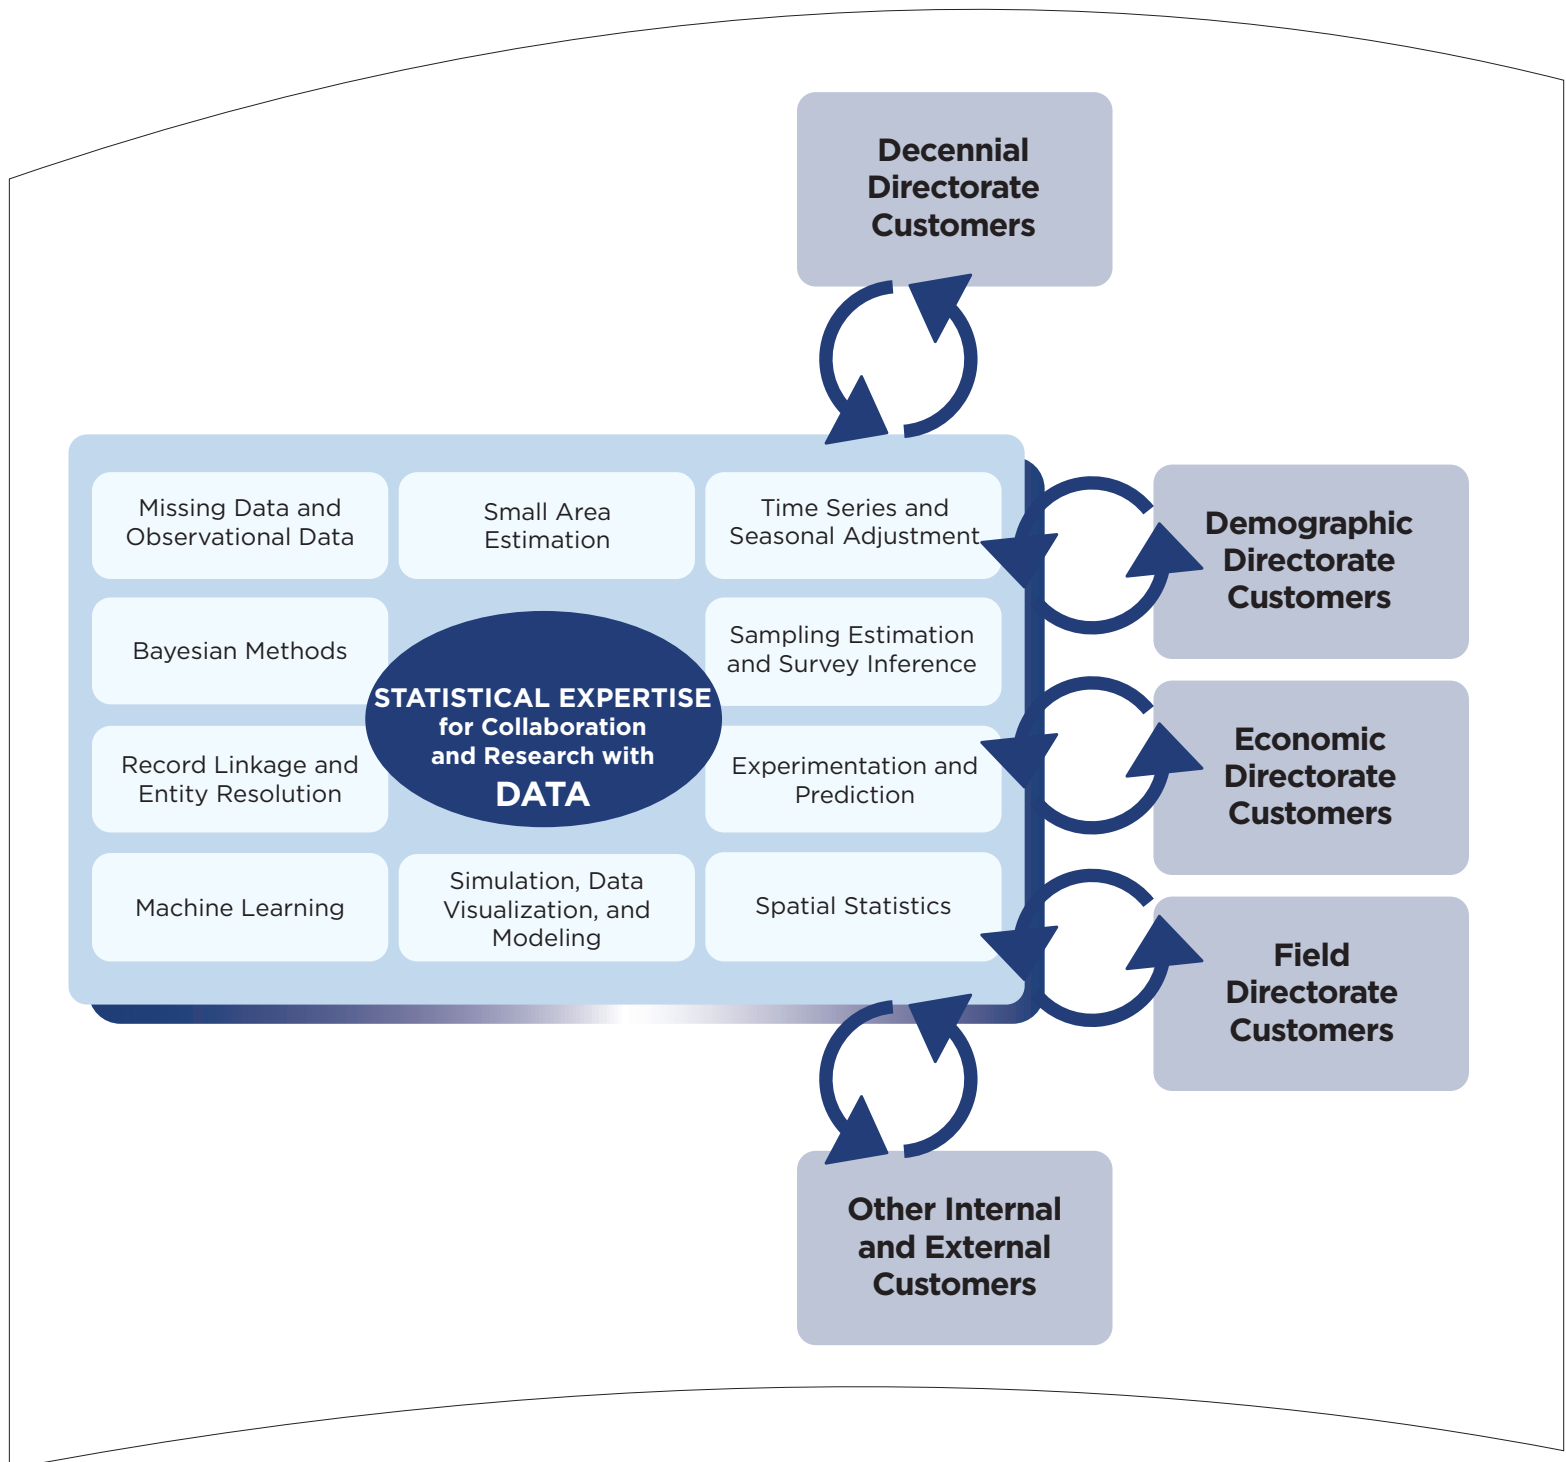 Decennial
Directorate
Customers
Missing Data and
Observational Data
Small Area
Estimation
Time Series and
Seasonal Adjustment
Demographic
Directorate
Customers
Bayesian Methods
STATISTICAL EXPERTISE
for Collaboration
and Research with
DATA
Sampling Estimation
and Survey Inference
Record Linkage and
Entity Resolution
Experimentation and
Prediction
Economic
Directorate
Customers
Machine Learning
Simulation, Data
Visualization, and
Modeling
Spatial Statistics
Field
Directorate
Customers
Other Internal
and External
Customers